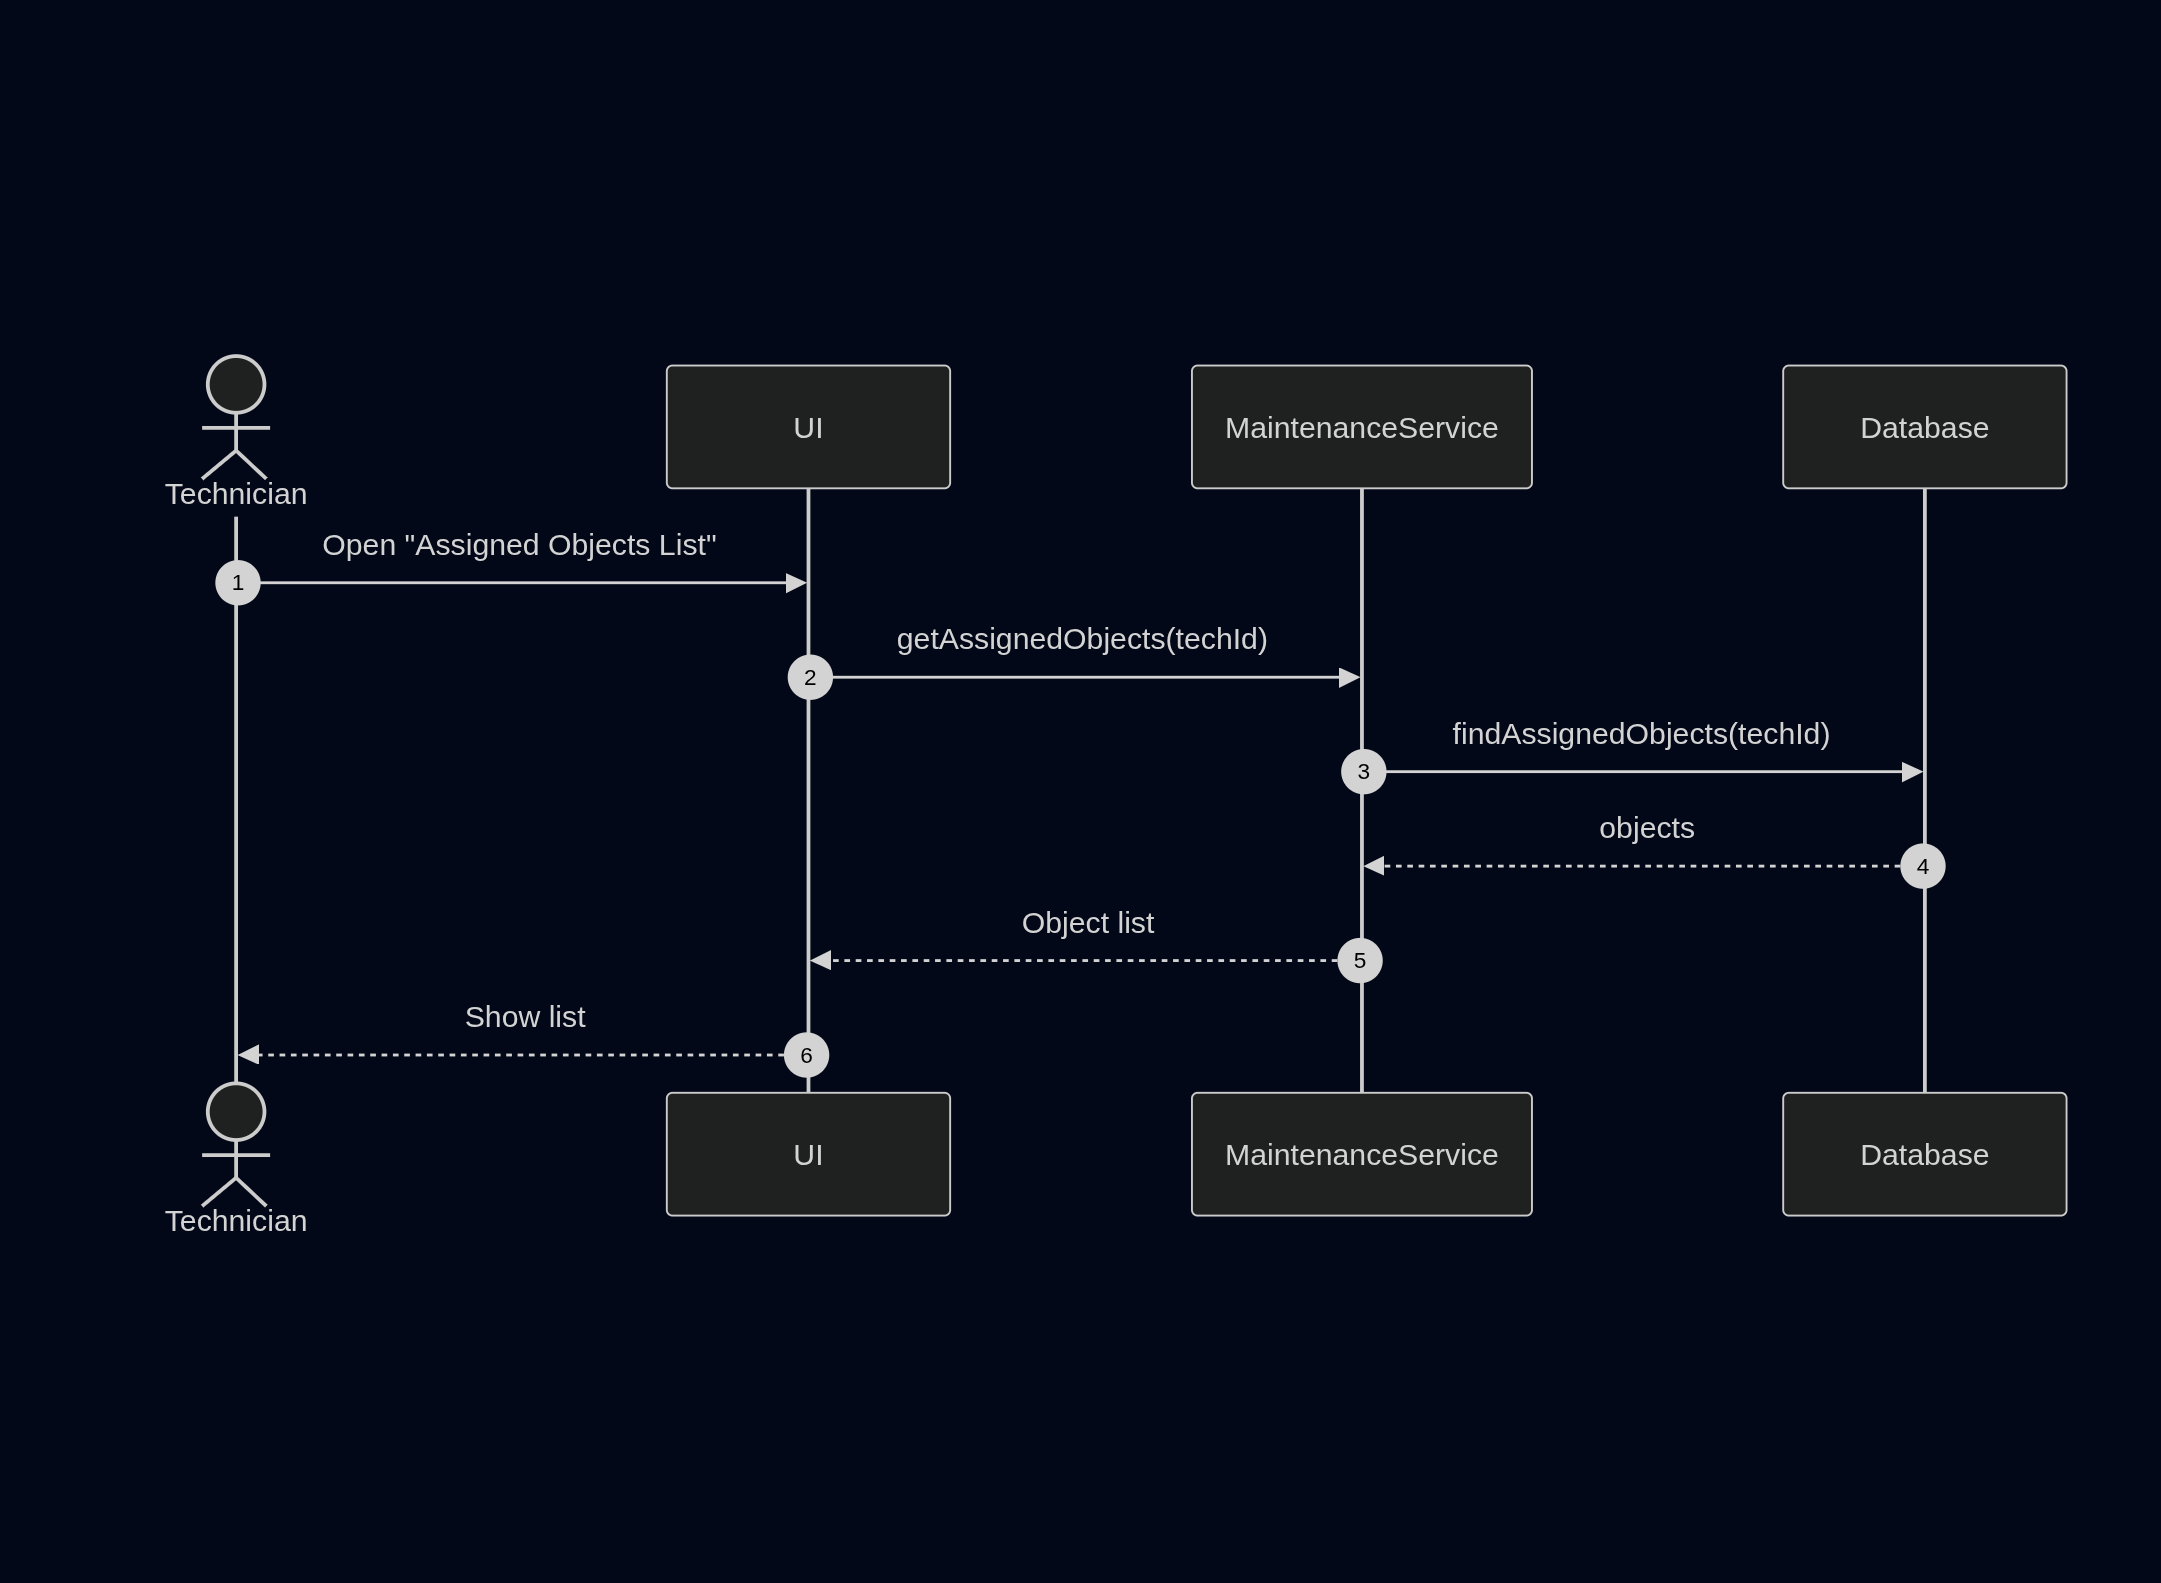 Technician
UI
MaintenanceService
Database
Open "Assigned Objects List"
1
getAssignedObjects(techId)
2
findAssignedObjects(techId)
3
objects
4
Object list
5
Show list
6
Technician
UI
MaintenanceService
Database